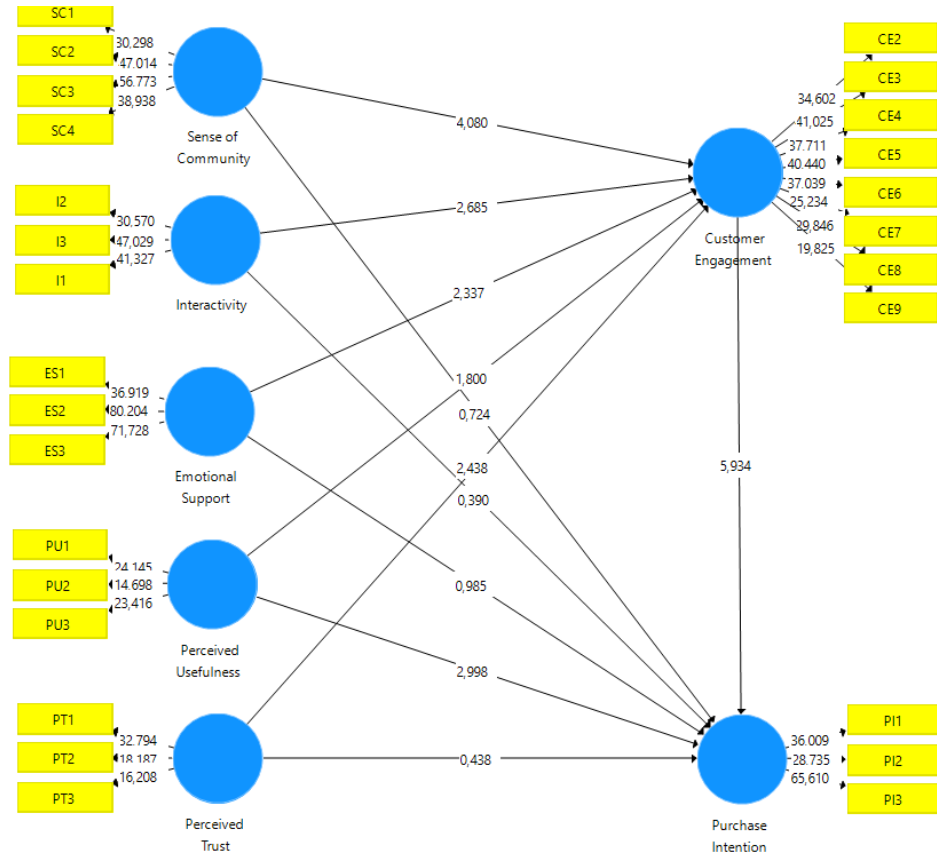 SC1
SC2
SC3
SC4
30,298
47.014
56.773
38,938
Sense of
Community
I2
I3
I1
30,570
47,029
41,327
Interactivity
ES1
ES2
ES3
36.919
80.204
71,728
Emotional
Support
PU1
PU2
PU3
24.145
14.698
23,416
Perceived
Usefulness
PT1
PT2
PT3
32.794
18.187
16,208
Perceived
Trust
4,080
2,685
2,337
1,800
0,724
2,438
0,390
0,985
2,998
0,438
5,934
Customer
Engagement
34,602
41,025
37.711
40.440
37.039
25,234
29,846
19,825
CE2
CE3
CE4
CE5
CE6
CE7
CE8
CE9
Purchase
Intention
36.009
28.735
65,610
PI1
PI2
PI3